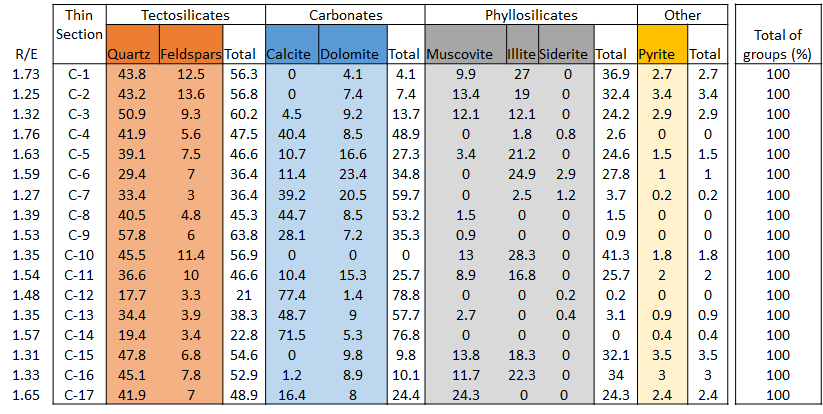 R/E Thin Section Tectosilicates Carbonates Phyllosilicates Other Total of groups (%)
Quartz Feldspars Total Calcite Dolomite Total Muscovite Illite Siderite Total Pyrite Total
1.73 C-1 43.8 12.5 56.3 0 4.1 4.1 9.9 27 0 36.9 2.7 2.7 100
1.25 C-2 43.2 13.6 56.8 0 7.4 7.4 13.4 19 0 32.4 3.4 3.4 100
1.32 C-3 50.9 9.3 60.2 4.5 9.2 13.7 12.1 12.1 0 24.2 2.9 2.9 100
1.76 C-4 41.9 5.6 47.5 40.4 8.5 48.9 0 1.8 0.8 2.6 0 0 100
1.63 C-5 39.1 7.5 46.6 10.7 16.6 27.3 3.4 21.2 0 24.6 1.5 1.5 100
1.59 C-6 29.4 7 36.4 11.4 23.4 34.8 0 24.9 2.9 27.8 1 1 100
1.27 C-7 33.4 3 36.4 39.2 20.5 59.7 0 2.5 1.2 3.7 0.2 0.2 100
1.39 C-8 40.5 4.8 45.3 44.7 8.5 53.2 1.5 0 0 1.5 0 0 100
1.53 C-9 57.8 6 63.8 28.1 7.2 35.3 0.9 0 0 0.9 0 0 100
1.35 C-10 45.5 11.4 56.9 0 0 0 13 28.3 0 41.3 1.8 1.8 100
1.54 C-11 36.6 10 46.6 10.4 15.3 25.7 8.9 16.8 0 25.7 2 2 100
1.48 C-12 17.7 3.3 21 77.4 1.4 78.8 0 0 0.2 0.2 0 0 100
1.35 C-13 34.4 3.9 38.3 48.7 9 57.7 2.7 0 0.4 3.1 0.9 0.9 100
1.57 C-14 19.4 3.4 22.8 71.5 5.3 76.8 0 0 0 0 0.4 0.4 100
1.31 C-15 47.8 6.8 54.6 0 9.8 9.8 13.8 18.3 0 32.1 3.5 3.5 100
1.33 C-16 45.1 7.8 52.9 1.2 8.9 10.1 11.7 22.3 0 34 3 3 100
1.65 C-17 41.9 7 48.9 16.4 8 24.4 24.3 0 0 24.3 2.4 2.4 100